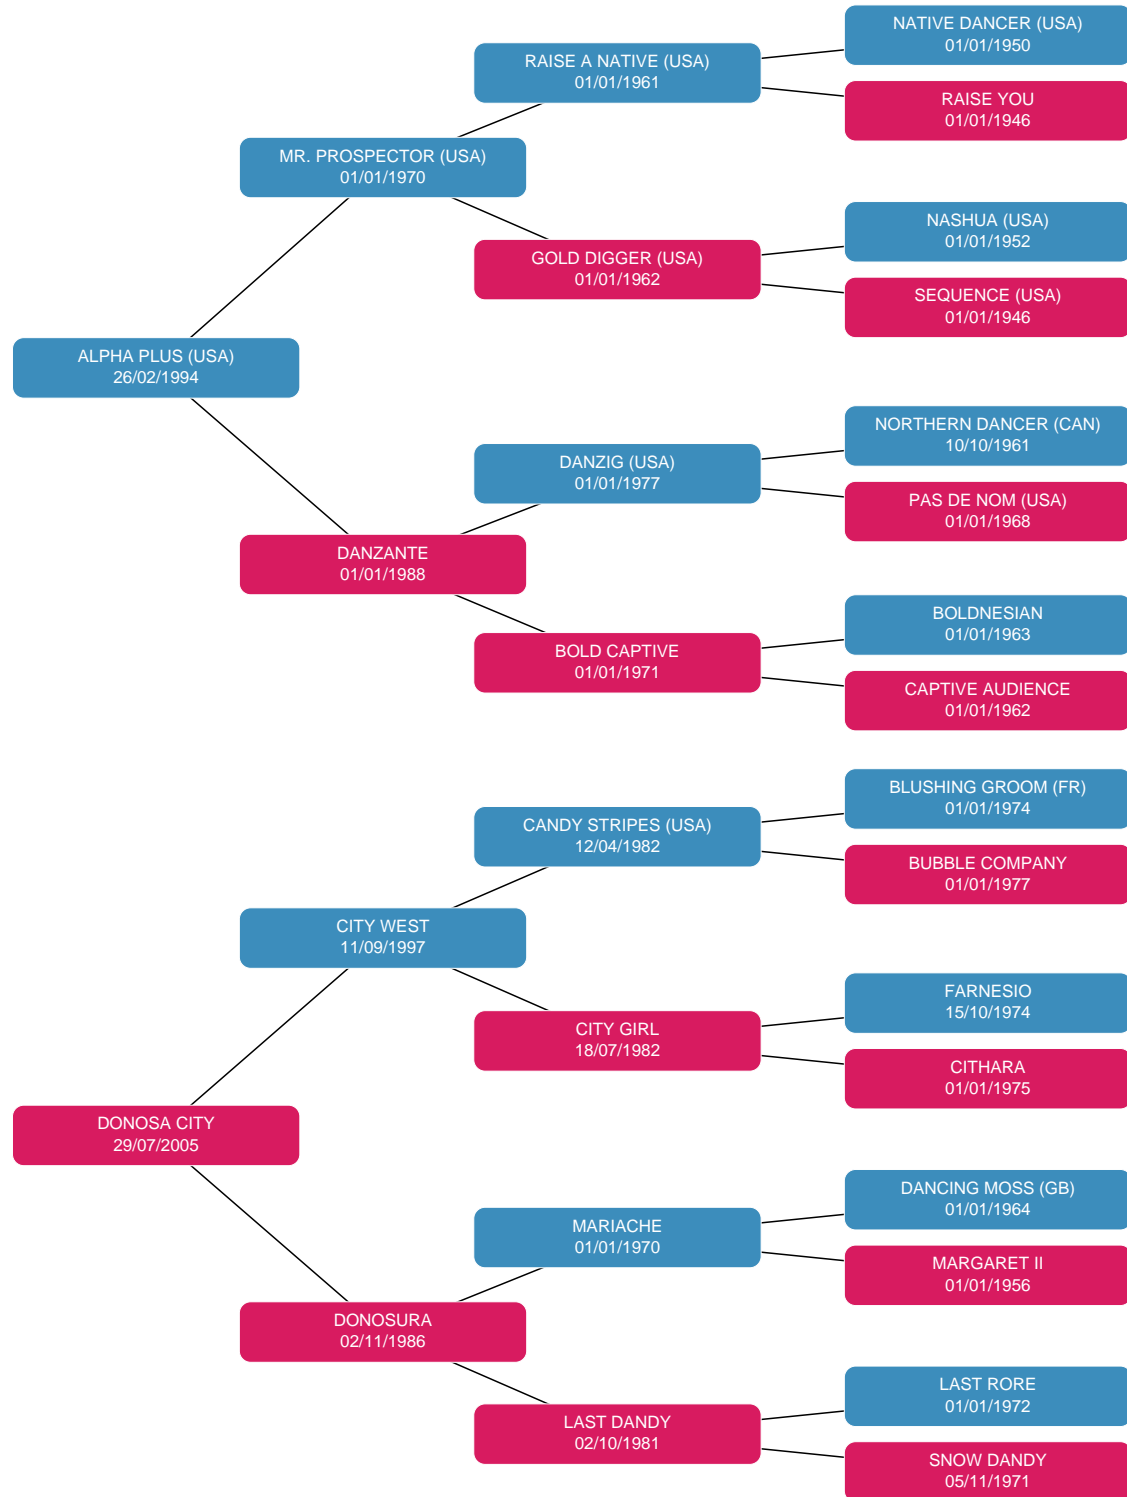 NATIVE DANCER (USA)
01/01/1950
RAISE A NATIVE (USA)
01/01/1961
RAISE YOU
01/01/1946
MR. PROSPECTOR (USA)
01/01/1970
NASHUA (USA)
01/01/1952
GOLD DIGGER (USA)
01/01/1962
SEQUENCE (USA)
01/01/1946
ALPHA PLUS (USA)
26/02/1994
NORTHERN DANCER (CAN)
10/10/1961
DANZIG (USA)
01/01/1977
PAS DE NOM (USA)
01/01/1968
DANZANTE
01/01/1988
BOLDNESIAN
01/01/1963
BOLD CAPTIVE
01/01/1971
CAPTIVE AUDIENCE
01/01/1962
BLUSHING GROOM (FR)
01/01/1974
CANDY STRIPES (USA)
12/04/1982
BUBBLE COMPANY
01/01/1977
CITY WEST
11/09/1997
FARNESIO
15/10/1974
CITY GIRL
18/07/1982
CITHARA
01/01/1975
DONOSA CITY
29/07/2005
DANCING MOSS (GB)
01/01/1964
MARIACHE
01/01/1970
MARGARET II
01/01/1956
DONOSURA
02/11/1986
LAST RORE
01/01/1972
LAST DANDY
02/10/1981
SNOW DANDY
05/11/1971